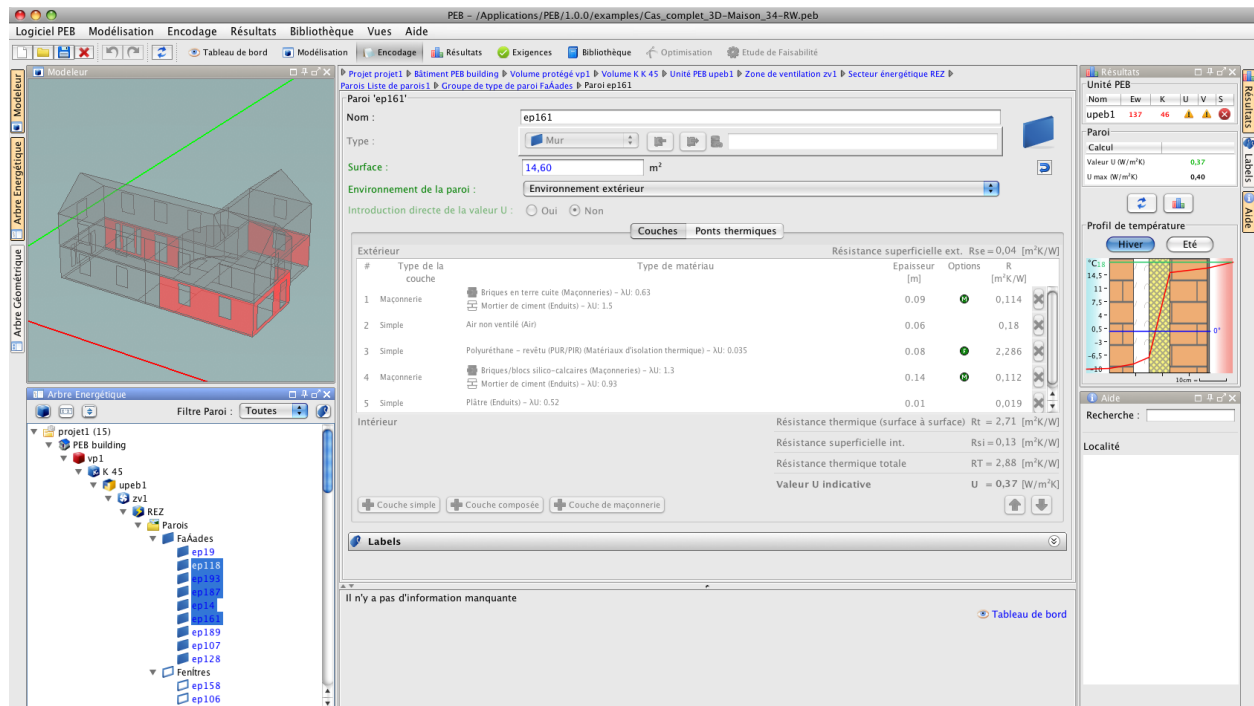 PEB – /Applications/PEB/1.0.0/examples/Cas_complet_3D-Maison_34-RW.peb
Logiciel PEB Modélisation Encodage Résultats Bibliothèque Vues Aide
Tableau de bord Modélisation Encodage Résultats Exigences Bibliothèque Optimisation Etude de Faisabilité
Modeleur
Arbre Energétique
Arbre Géométrique
Modeleur
Arbre Energétique
Filtre Paroi : Toutes
projet1 (15)
PEB building
vp1
K 45
upeb1
zv1
REZ
Parois
FaÁades
ep19
ep118
ep193
ep187
ep14
ep161
ep189
ep107
ep128
FenÍtres
ep158
ep106
Projet projet1 Bâtiment PEB building Volume protégé vp1 Volume K K 45 Unité PEB upeb1 Zone de ventilation zv1 Secteur énergétique REZ
Parois Liste de parois1 Groupe de type de paroi FaÁades Paroi ep161
Paroi 'ep161'
Nom : ep161
Type : Mur
Surface : 14,60 m²
Environnement de la paroi : Environnement extérieur
Introduction directe de la valeur U : Oui Non
Couches Ponts thermiques
Extérieur Résistance superficielle ext. Rse = 0,04 [m²K/W]
# Type de la couche Type de matériau Epaisseur [m] Options R [m²K/W]
1 Maçonnerie Briques en terre cuite (Maçonneries) – λU: 0.63 0.09 M 0,114
Mortier de ciment (Enduits) – λU: 1.5
2 Simple Air non ventilé (Air) 0.06 0,18
3 Simple Polyuréthane – revêtu (PUR/PIR) (Matériaux d'isolation thermique) – λU: 0.035 0.08 2,286
4 Maçonnerie Briques/blocs silico-calcaires (Maçonneries) – λU: 1.3 0.14 M 0,112
Mortier de ciment (Enduits) – λU: 0.93
5 Simple Plâtre (Enduits) – λU: 0.52 0.01 0,019
Intérieur Résistance thermique (surface à surface) Rt = 2,71 [m²K/W]
Résistance superficielle int. Rsi = 0,13 [m²K/W]
Résistance thermique totale RT = 2,88 [m²K/W]
Valeur U indicative U = 0,37 [W/m²K]
Couche simple Couche composée Couche de maçonnerie
Labels
Il n'y a pas d'information manquante
Tableau de bord
Résultats
Unité PEB
Nom Ew K U V S
upeb1 137 46
Paroi
Calcul
Valeur U (W/m²K) 0,37
U max (W/m²K) 0,40
Profil de température
Hiver Eté
°C18
14,5
11
7,5
4
0,5
0°
-3
-6,5
-10
10cm =
Aide
Recherche :
Localité
Résultats
Labels
Aide